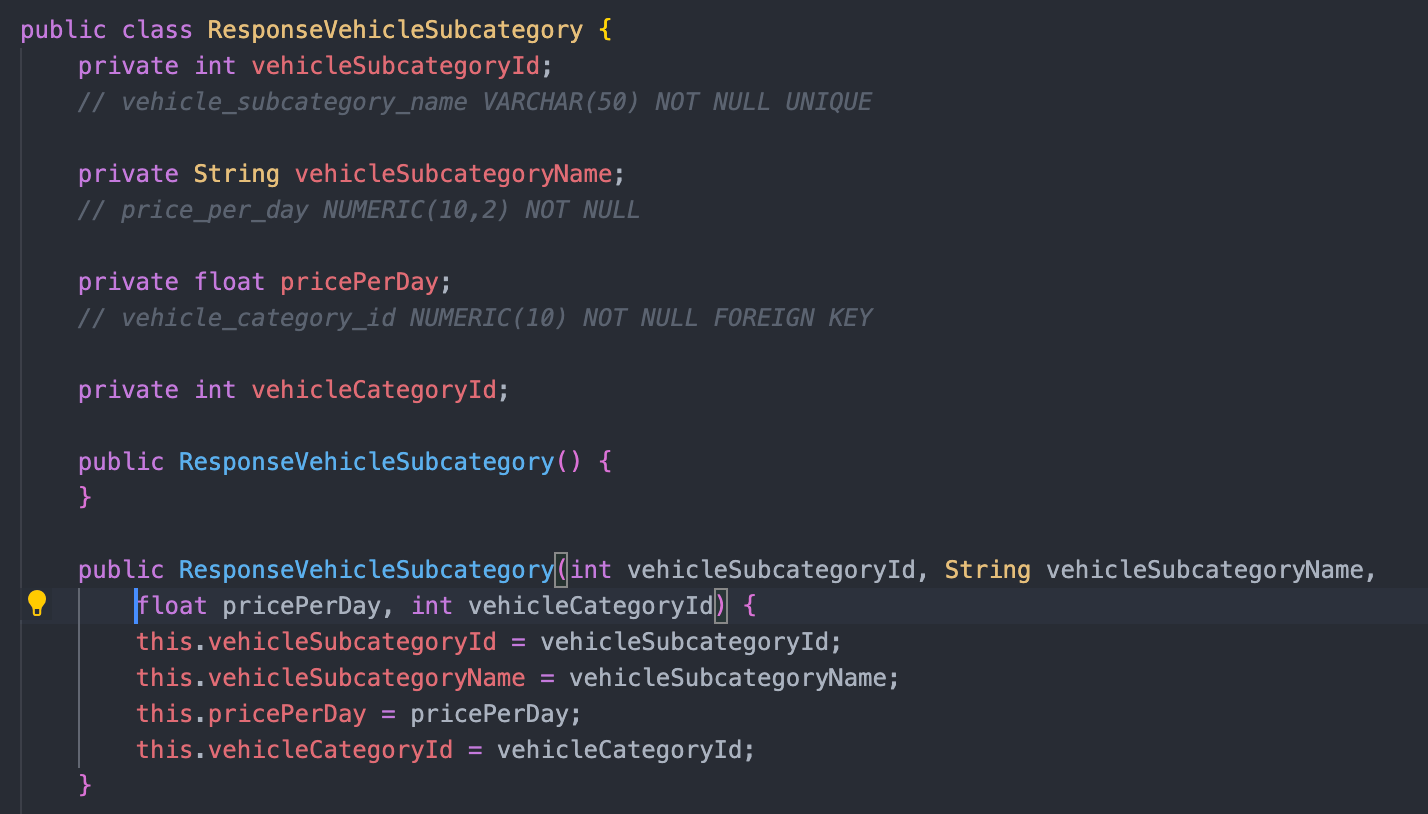 public class ResponseVehicleSubcategory {
    private int vehicleSubcategoryId;
    // vehicle_subcategory_name VARCHAR(50) NOT NULL UNIQUE

    private String vehicleSubcategoryName;
    // price_per_day NUMERIC(10,2) NOT NULL

    private float pricePerDay;
    // vehicle_category_id NUMERIC(10) NOT NULL FOREIGN KEY

    private int vehicleCategoryId;

    public ResponseVehicleSubcategory() {
    }

    public ResponseVehicleSubcategory(int vehicleSubcategoryId, String vehicleSubcategoryName,
        float pricePerDay, int vehicleCategoryId) {
        this.vehicleSubcategoryId = vehicleSubcategoryId;
        this.vehicleSubcategoryName = vehicleSubcategoryName;
        this.pricePerDay = pricePerDay;
        this.vehicleCategoryId = vehicleCategoryId;
    }